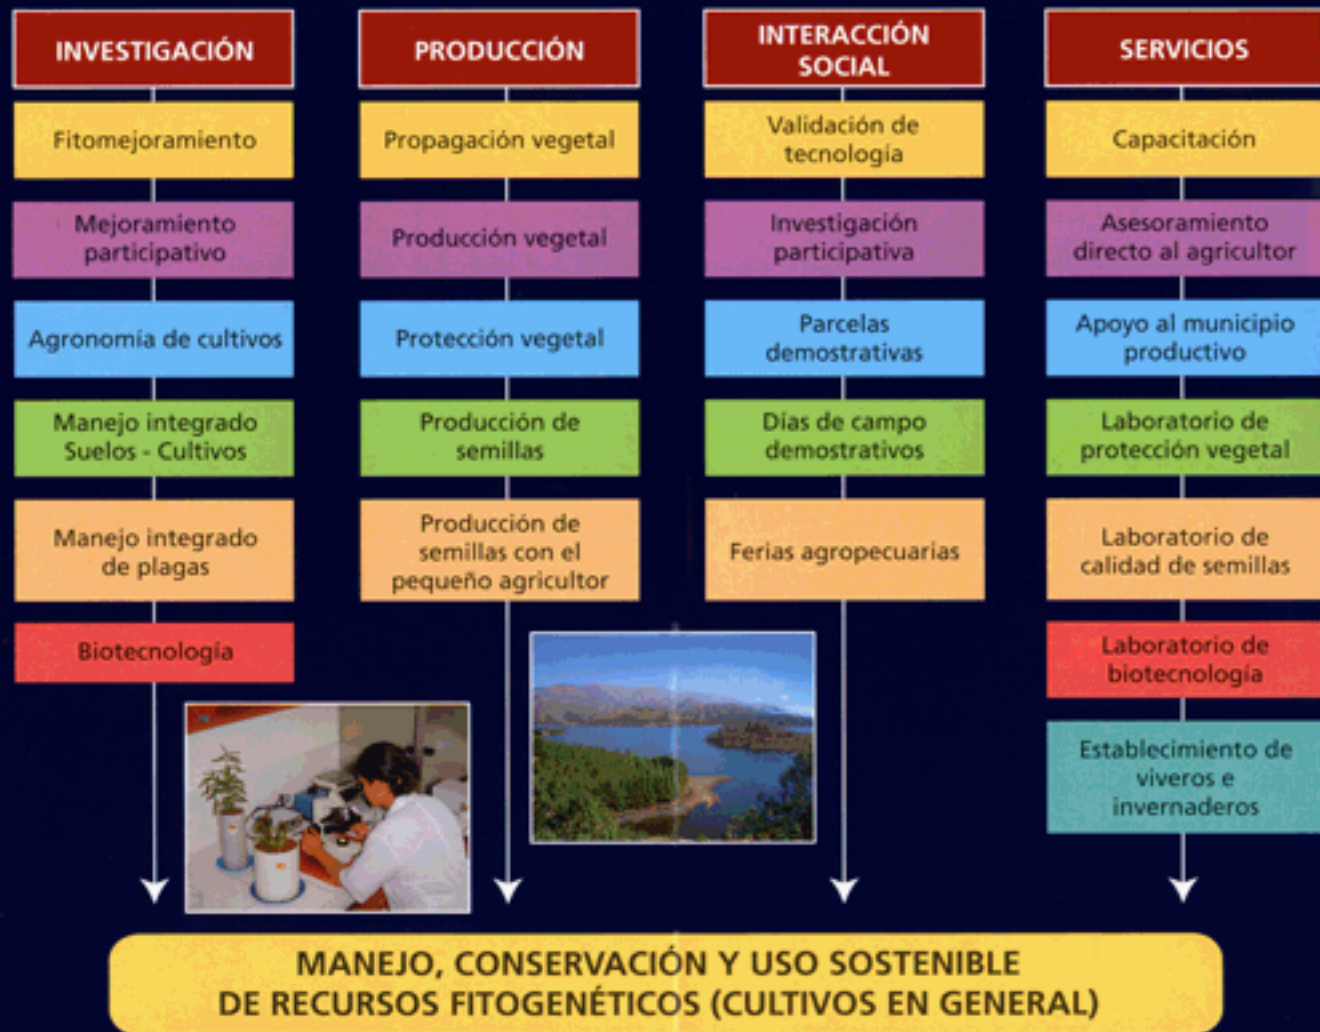 INVESTIGACIÓN
Fitomejoramiento
Mejoramiento
participativo
Agronomía de cultivos
Manejo integrado
Suelos - Cultivos
Manejo integrado
de plagas
Biotecnología
PRODUCCIÓN
Propagación vegetal
Producción vegetal
Protección vegetal
Producción de
semillas
Producción de
semillas con el
pequeño agricultor
INTERACCIÓN
SOCIAL
Validación de
tecnología
Investigación
participativa
Parcelas
demostrativas
Días de campo
demostrativos
Ferias agropecuarias
SERVICIOS
Capacitación
Asesoramiento
directo al agricultor
Apoyo al municipio
productivo
Laboratorio de
protección vegetal
Laboratorio de
calidad de semillas
Laboratorio de
biotecnología
Establecimiento de
viveros e
invernaderos
MANEJO, CONSERVACIÓN Y USO SOSTENIBLE
DE RECURSOS FITOGENÉTICOS (CULTIVOS EN GENERAL)